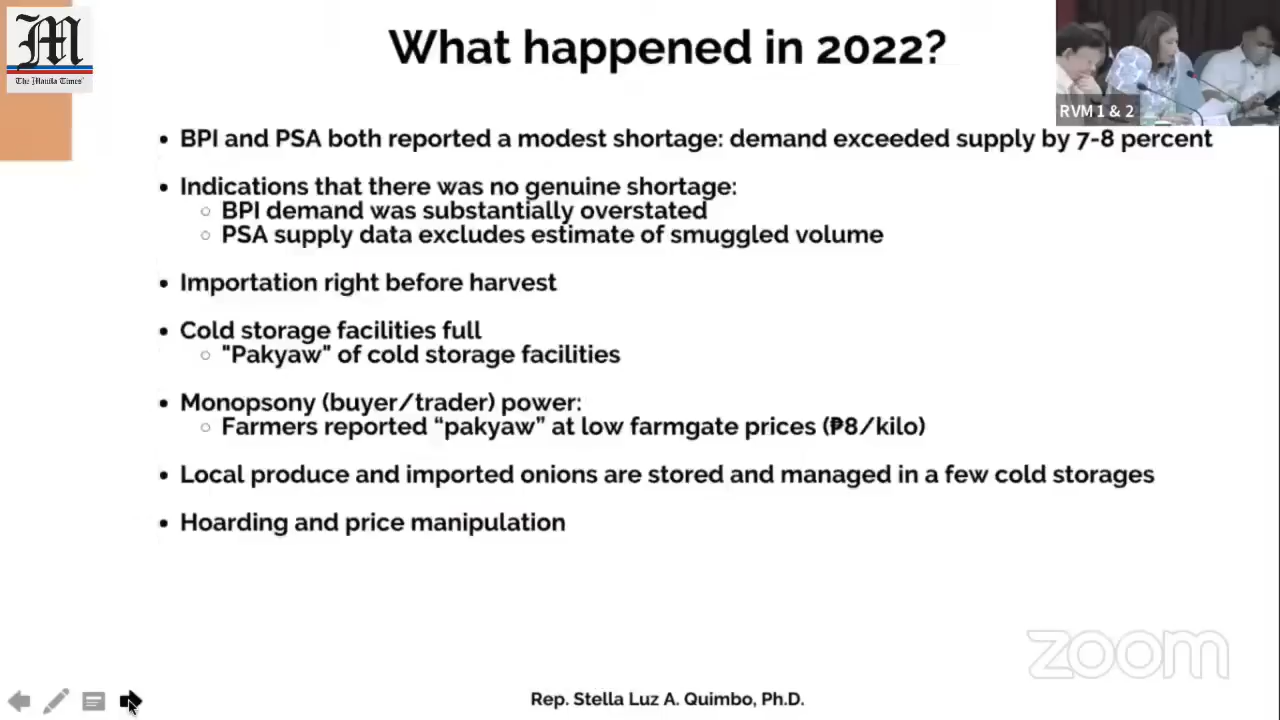 M
The Manila Times
What happened in 2022?
RVM 1 & 2
• BPI and PSA both reported a modest shortage: demand exceeded supply by 7-8 percent
• Indications that there was no genuine shortage:
○ BPI demand was substantially overstated
○ PSA supply data excludes estimate of smuggled volume
• Importation right before harvest
• Cold storage facilities full
○ "Pakyaw" of cold storage facilities
• Monopsony (buyer/trader) power:
○ Farmers reported “pakyaw” at low farmgate prices (₱8/kilo)
• Local produce and imported onions are stored and managed in a few cold storages
• Hoarding and price manipulation
zoom
Rep. Stella Luz A. Quimbo, Ph.D.